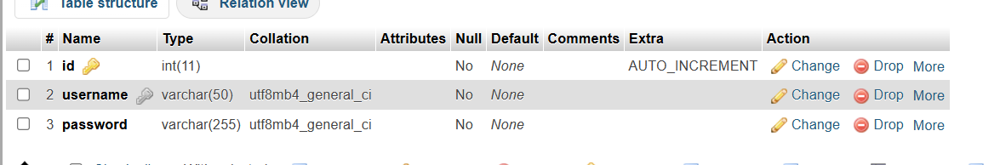 Table structure Relation view
# Name Type Collation Attributes Null Default Comments Extra Action
1 id int(11) No None AUTO_INCREMENT Change Drop More
2 username varchar(50) utf8mb4_general_ci No None Change Drop More
3 password varchar(255) utf8mb4_general_ci No None Change Drop More